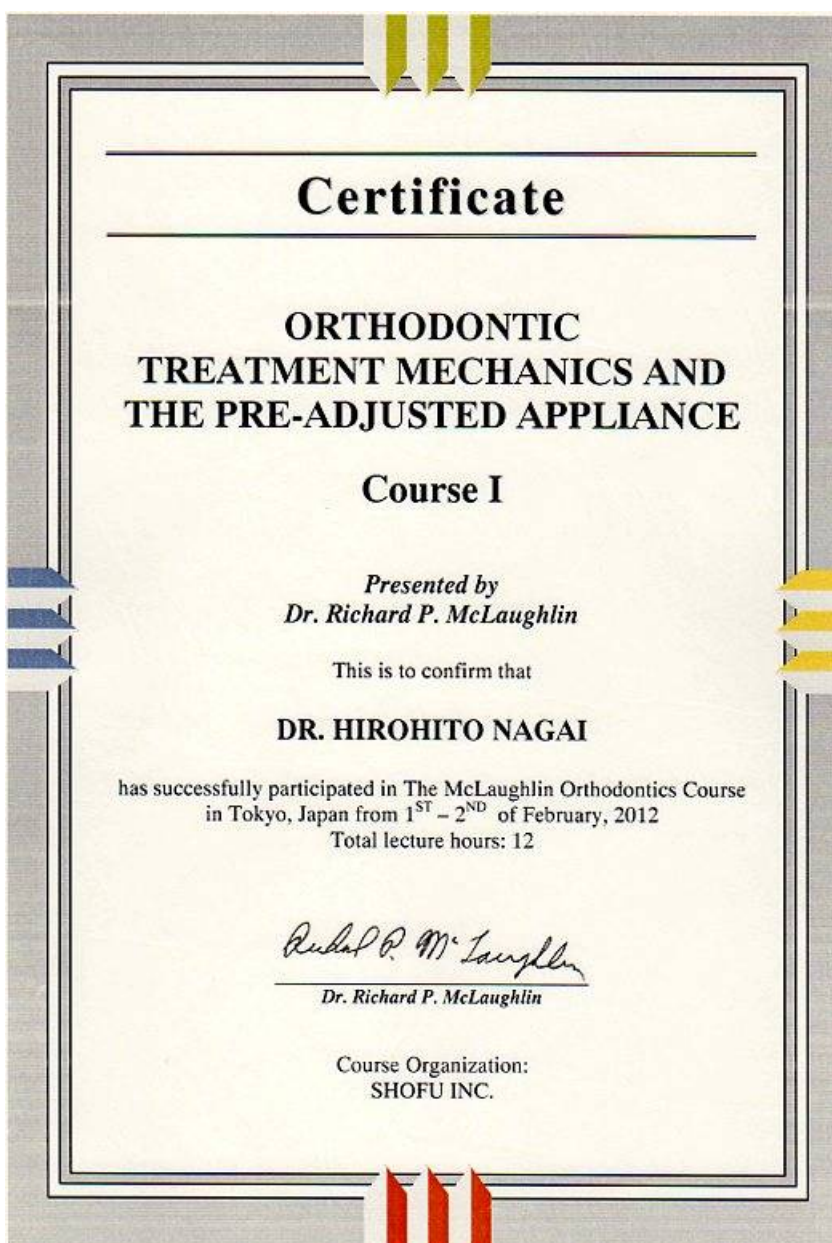 Certificate
ORTHODONTIC
TREATMENT MECHANICS AND
THE PRE-ADJUSTED APPLIANCE
Course I
Presented by
Dr. Richard P. McLaughlin
This is to confirm that
DR. HIROHITO NAGAI
has successfully participated in The McLaughlin Orthodontics Course
in Tokyo, Japan from 1ST – 2ND of February, 2012
Total lecture hours: 12
Richard P. McLaughlin
Dr. Richard P. McLaughlin
Course Organization:
SHOFU INC.